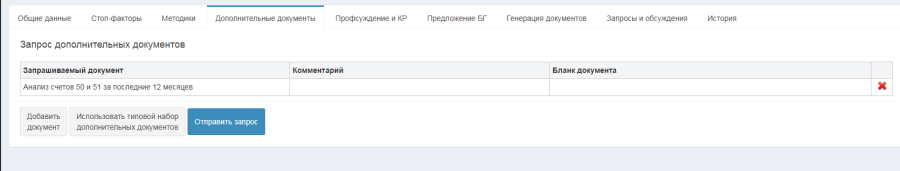 Общие данные Стоп-факторы Методики Дополнительные документы Профсуждение и КР Предложение БГ Генерация документов Запросы и обсуждения История
Запрос дополнительных документов
Запрашиваемый документ Комментарий Бланк документа
Анализ счетов 50 и 51 за последние 12 месяцев
Добавить документ
Использовать типовой набор дополнительных документов
Отправить запрос